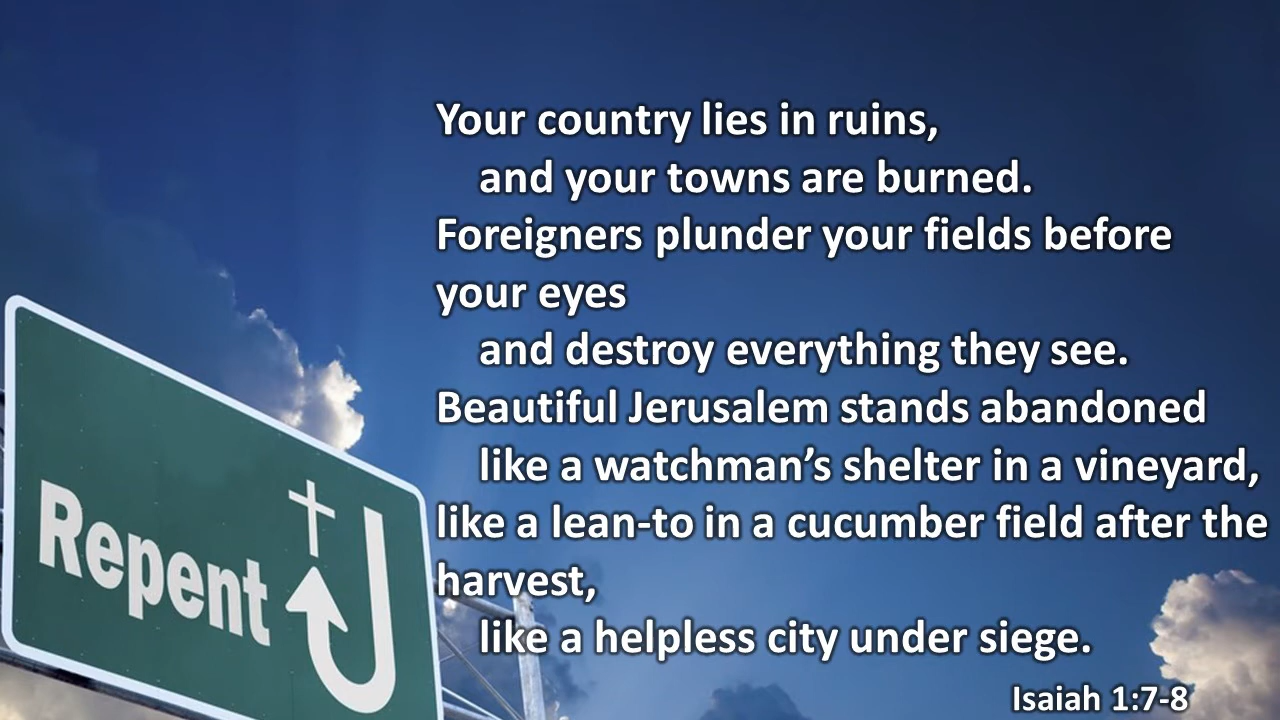 Your country lies in ruins,
and your towns are burned.
Foreigners plunder your fields before
your eyes
and destroy everything they see.
Beautiful Jerusalem stands abandoned
like a watchman’s shelter in a vineyard,
like a lean-to in a cucumber field after the
harvest,
like a helpless city under siege.
Isaiah 1:7-8
Repent